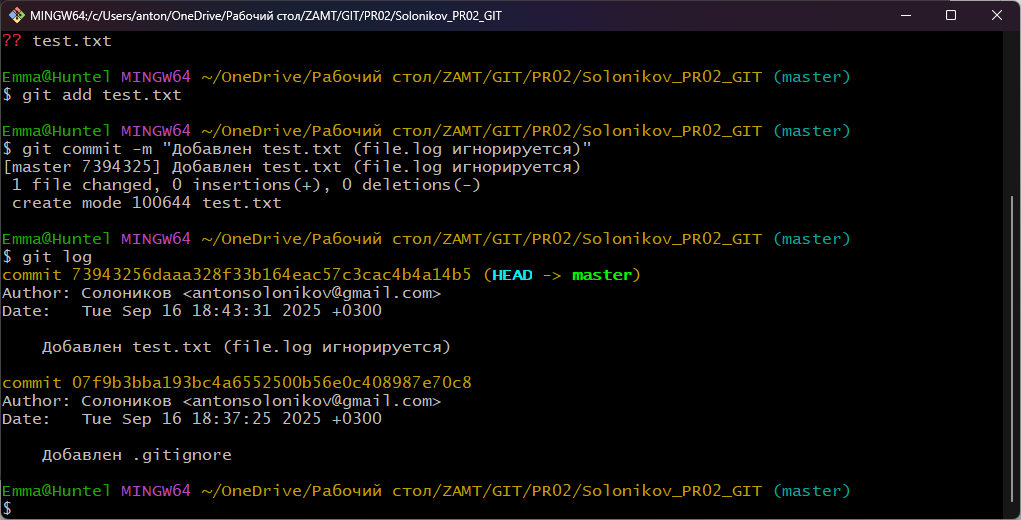 MINGW64:/c/Users/anton/OneDrive/Рабочий стол/ZAMT/GIT/PR02/Solonikov_PR02_GIT
?? test.txt
Emma@Huntel MINGW64 ~/OneDrive/Рабочий стол/ZAMT/GIT/PR02/Solonikov_PR02_GIT (master)
$ git add test.txt
Emma@Huntel MINGW64 ~/OneDrive/Рабочий стол/ZAMT/GIT/PR02/Solonikov_PR02_GIT (master)
$ git commit -m "Добавлен test.txt (file.log игнорируется)"
[master 7394325] Добавлен test.txt (file.log игнорируется)
1 file changed, 0 insertions(+), 0 deletions(-)
create mode 100644 test.txt
Emma@Huntel MINGW64 ~/OneDrive/Рабочий стол/ZAMT/GIT/PR02/Solonikov_PR02_GIT (master)
$ git log
commit 73943256daaa328f33b164eac57c3cac4b4a14b5 (HEAD -> master)
Author: Солоников <antonsolonikov@gmail.com>
Date:   Tue Sep 16 18:43:31 2025 +0300
Добавлен test.txt (file.log игнорируется)
commit 07f9b3bba193bc4a6552500b56e0c408987e70c8
Author: Солоников <antonsolonikov@gmail.com>
Date:   Tue Sep 16 18:37:25 2025 +0300
Добавлен .gitignore
Emma@Huntel MINGW64 ~/OneDrive/Рабочий стол/ZAMT/GIT/PR02/Solonikov_PR02_GIT (master)
$